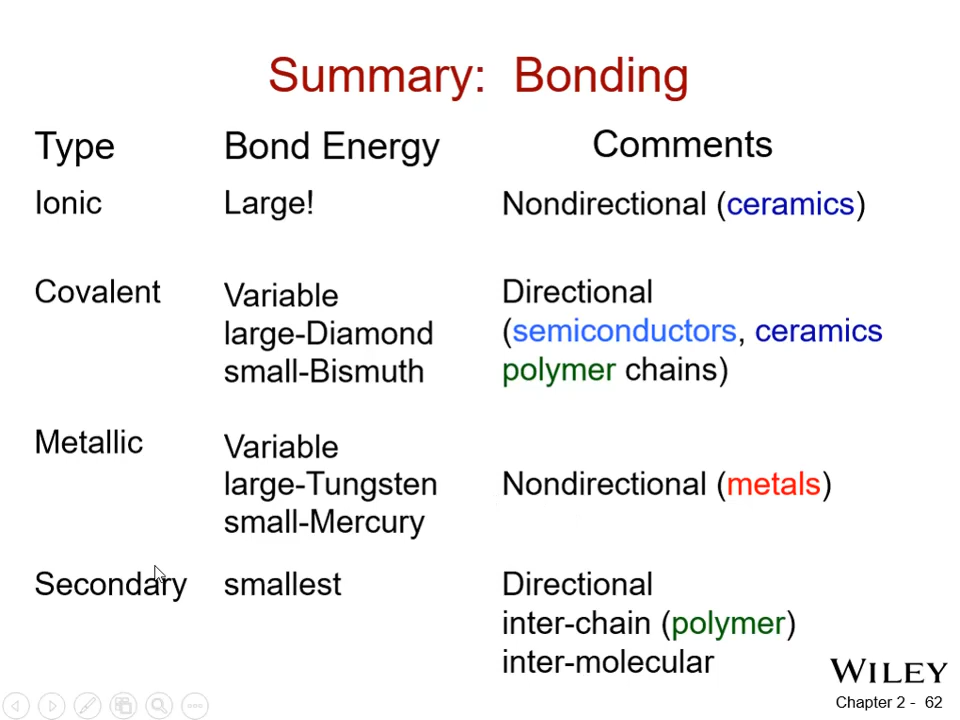 Summary: Bonding
Type Bond Energy Comments
Ionic Large! Nondirectional (ceramics)
Covalent Variable Directional
large-Diamond (semiconductors, ceramics
small-Bismuth polymer chains)
Metallic Variable
large-Tungsten Nondirectional (metals)
small-Mercury
Secondary smallest Directional
inter-chain (polymer)
inter-molecular
WILEY
Chapter 2 - 62